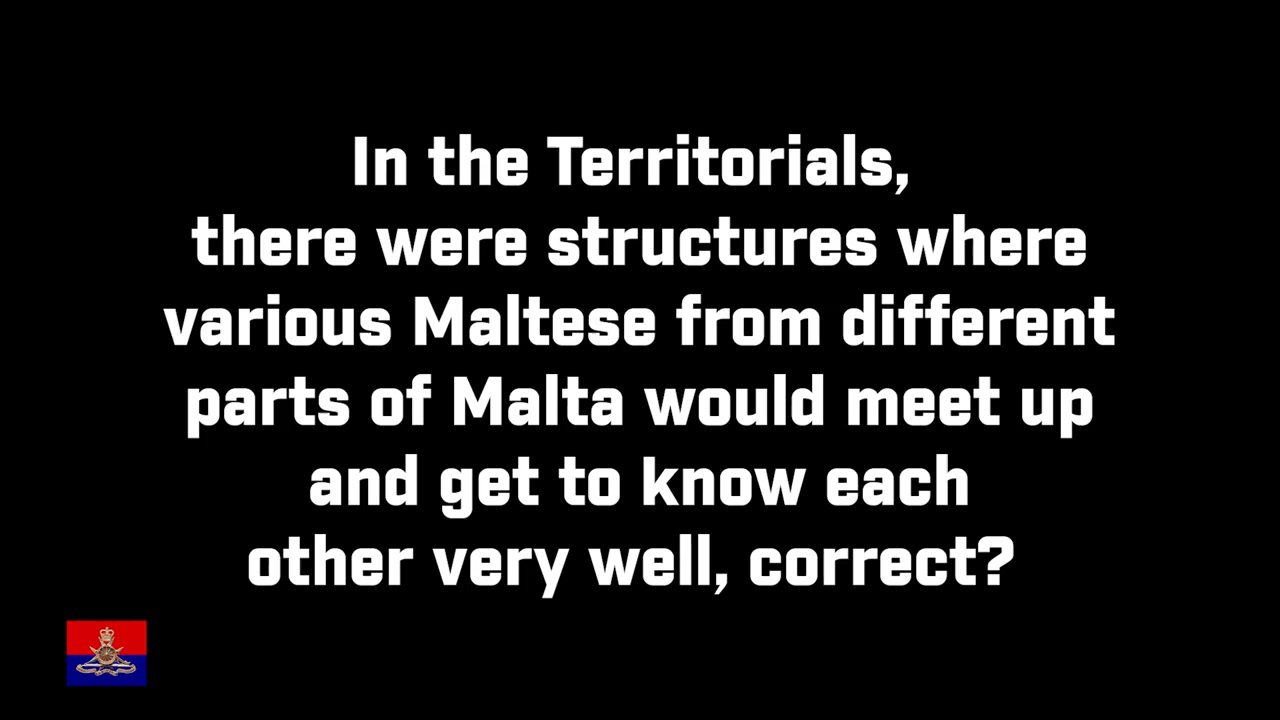 In the Territorials,
there were structures where
various Maltese from different
parts of Malta would meet up
and get to know each
other very well, correct?